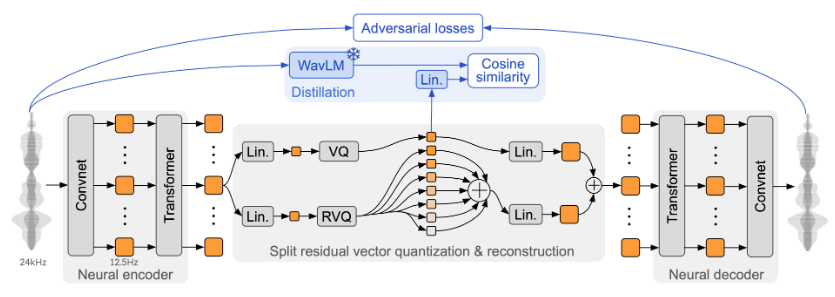 Adversarial losses
WavLM
Cosine
similarity
Lin.
Distillation
Convnet
Transformer
Lin.
VQ
Lin.
RVQ
Lin.
Lin.
Transformer
Convnet
24kHz
12.5Hz
Neural encoder
Split residual vector quantization & reconstruction
Neural decoder